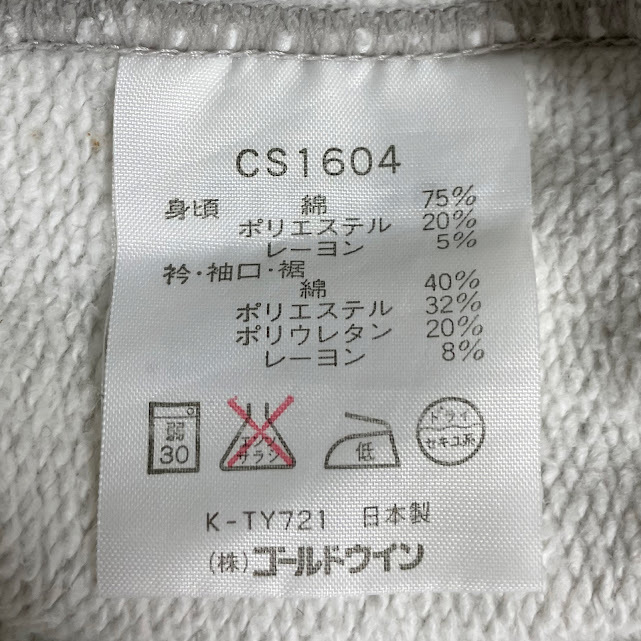 CS1604
身頃 綿 75%
ポリエステル 20%
レーヨン 5%
衿・袖口・裾
綿 40%
ポリエステル 32%
ポリウレタン 20%
レーヨン 8%
弱 30
エンソ サラシ
低
ドライ セキユ系
K-TY721 日本製
(株)ゴールドウイン